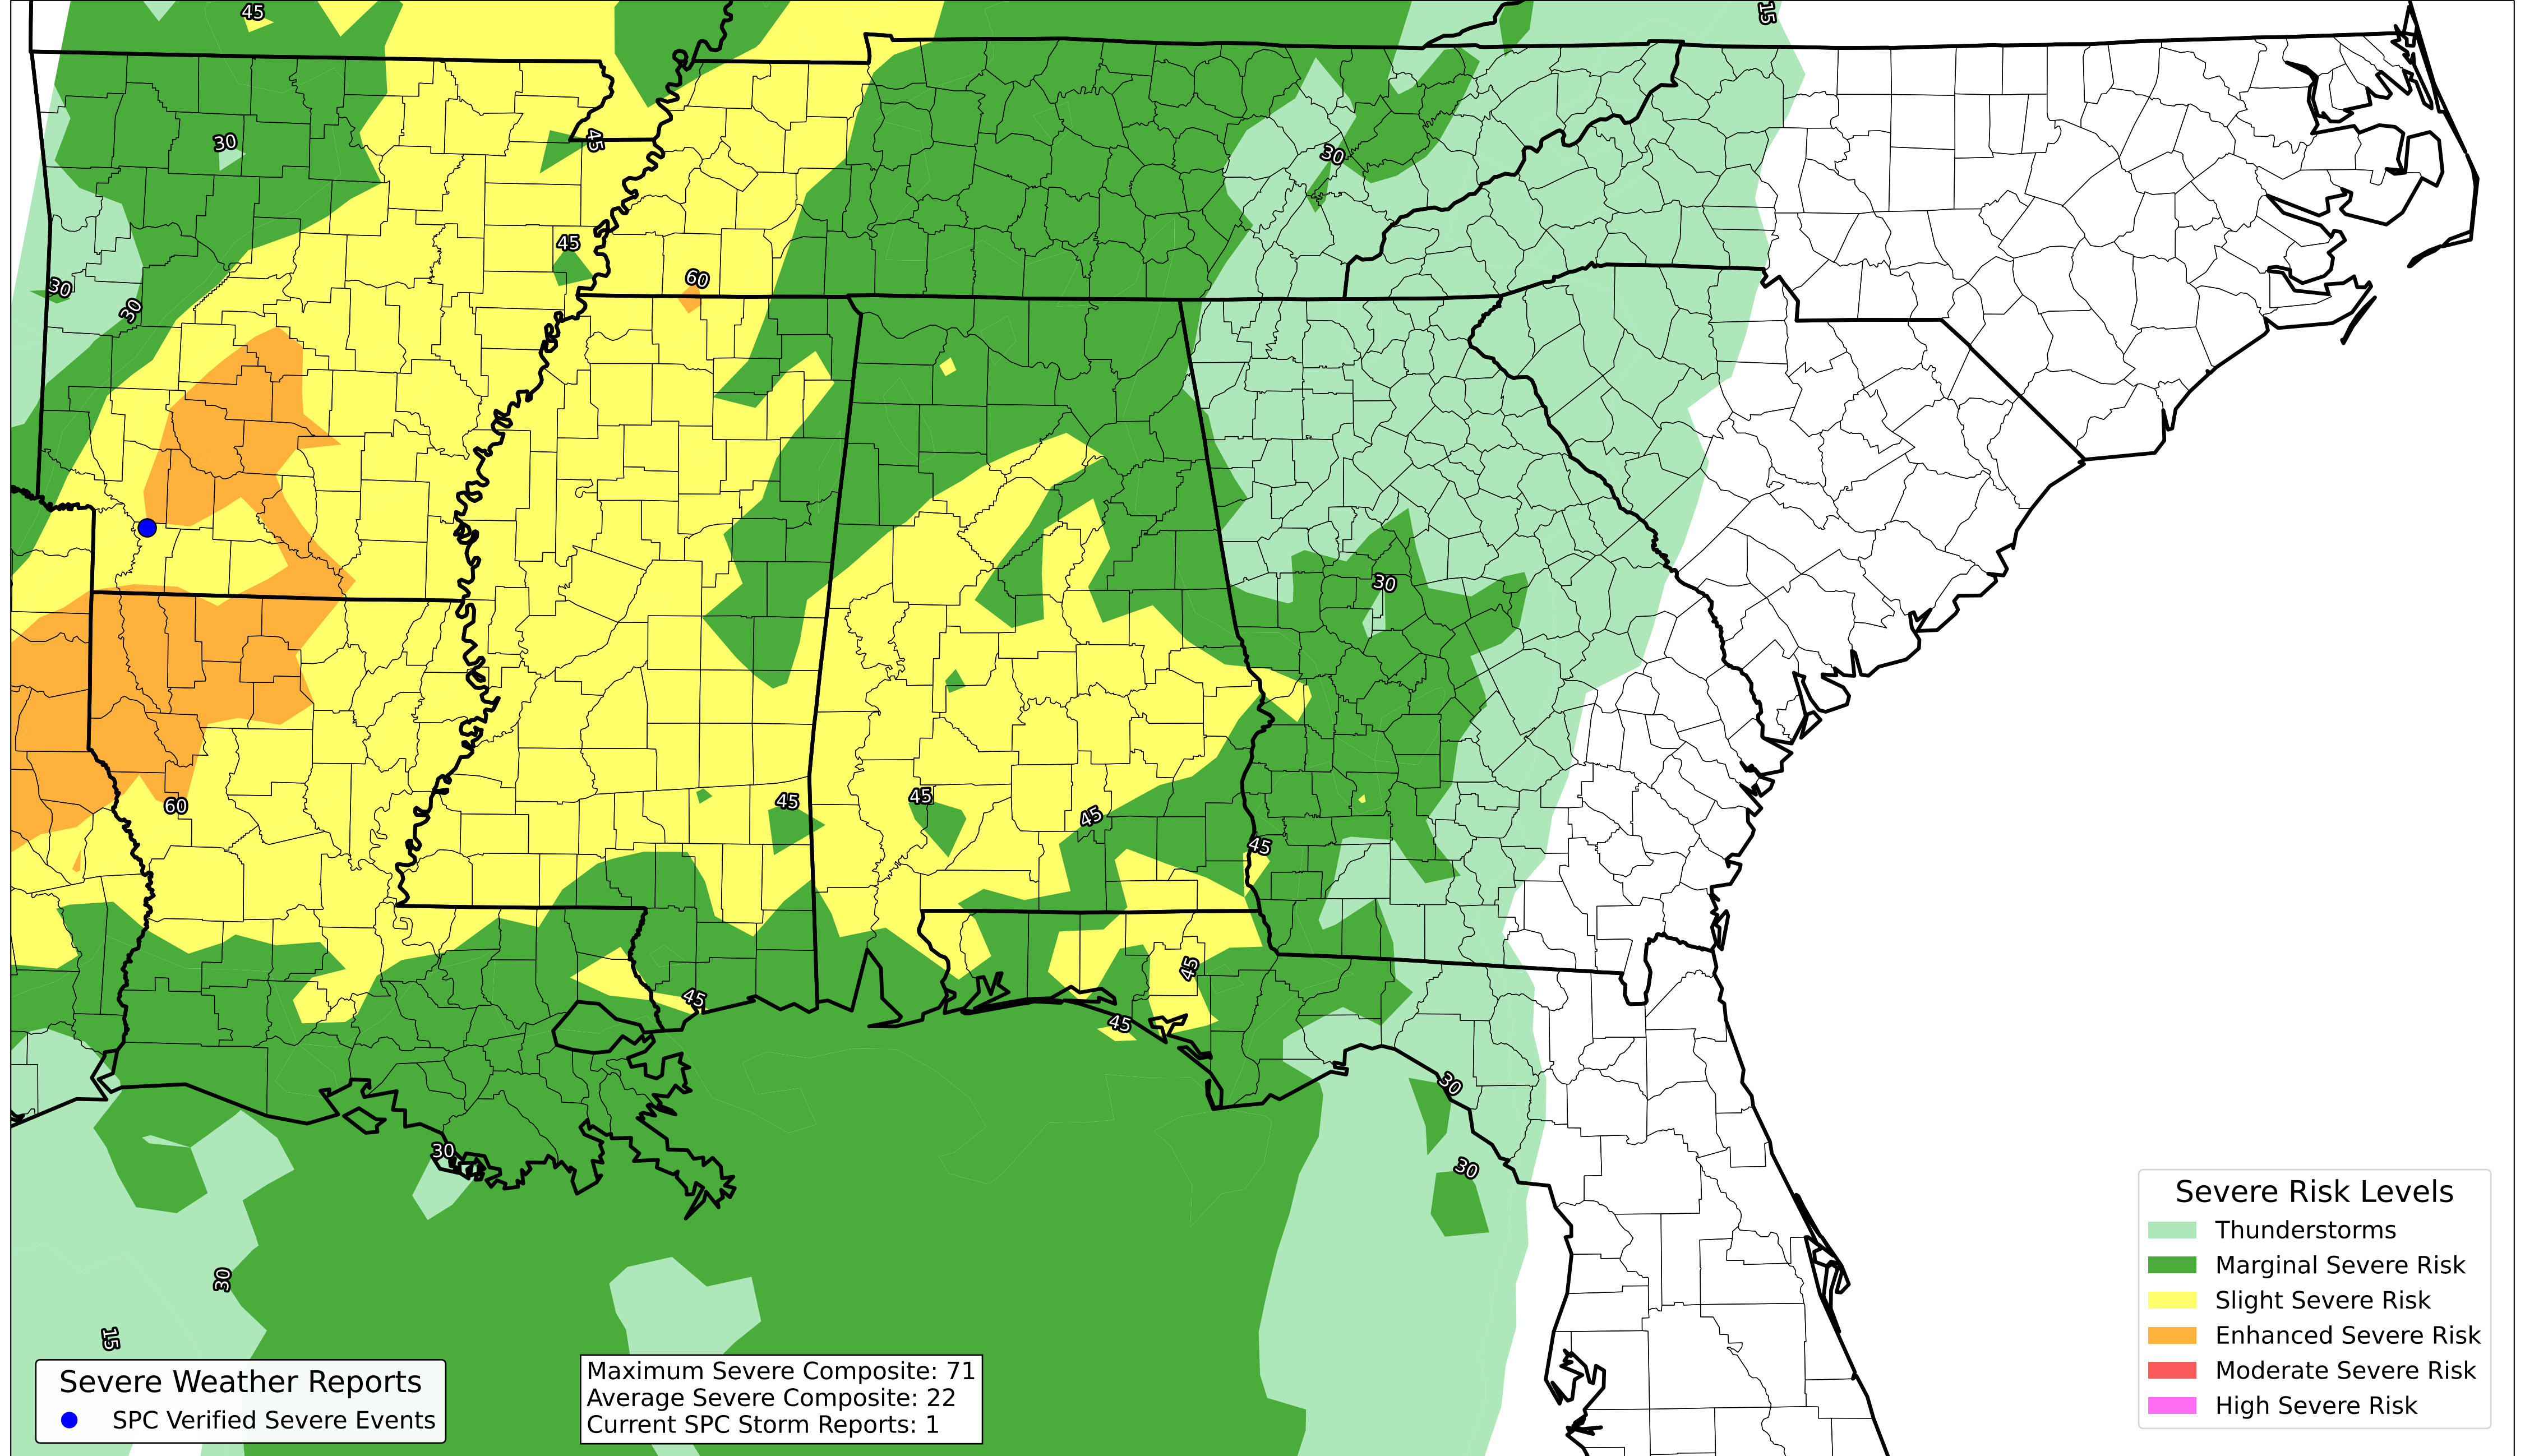 45
15
30
45
30
45
30
60
30
30
60
45
45
45
45
45
45
45
30
30
30
30
15
Severe Weather Reports
SPC Verified Severe Events
Maximum Severe Composite: 71
Average Severe Composite: 22
Current SPC Storm Reports: 1
Severe Risk Levels
Thunderstorms
Marginal Severe Risk
Slight Severe Risk
Enhanced Severe Risk
Moderate Severe Risk
High Severe Risk